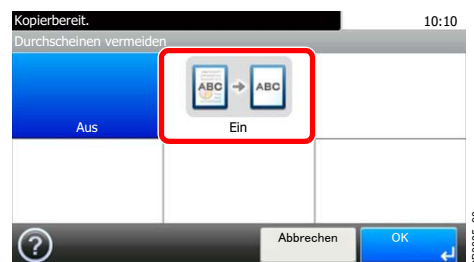 Kopierbereit. 10:10
Durchscheinen vermeiden
ABC ABC
Aus Ein
?
Abbrechen OK